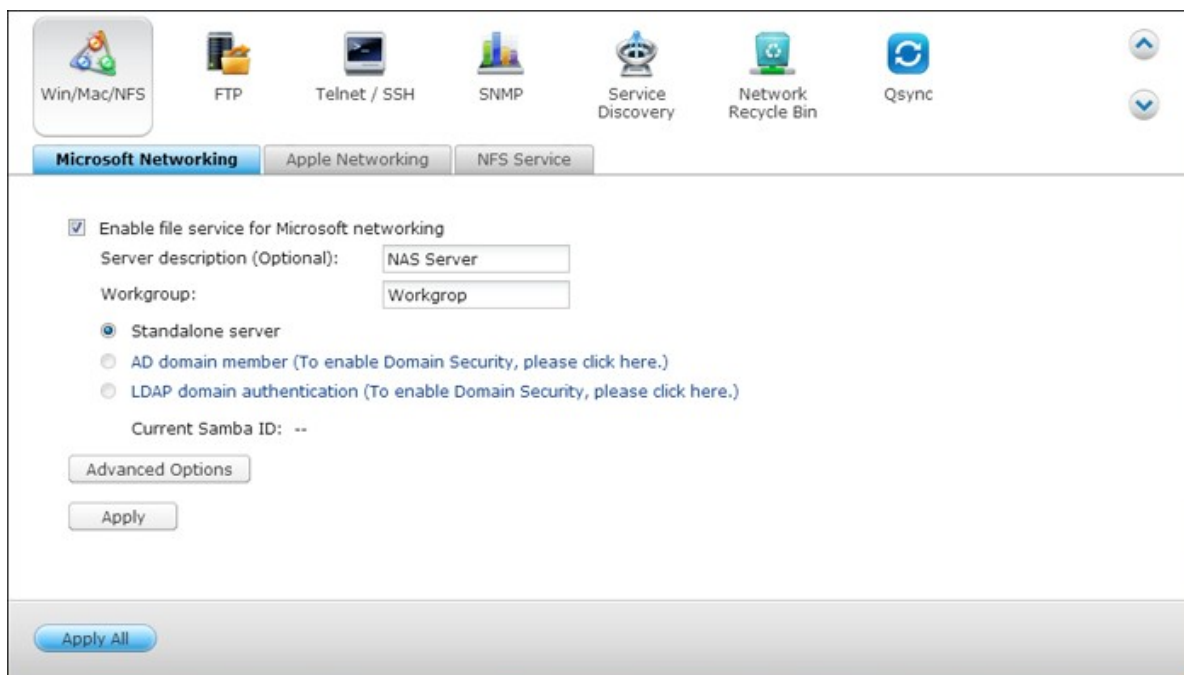 Win/Mac/NFS
FTP
Telnet / SSH
SNMP
Service
Discovery
Network
Recycle Bin
Qsync
Microsoft Networking
Apple Networking
NFS Service
Enable file service for Microsoft networking
Server description (Optional): NAS Server
Workgroup: Workgrop
Standalone server
AD domain member (To enable Domain Security, please click here.)
LDAP domain authentication (To enable Domain Security, please click here.)
Current Samba ID: --
Advanced Options
Apply
Apply All